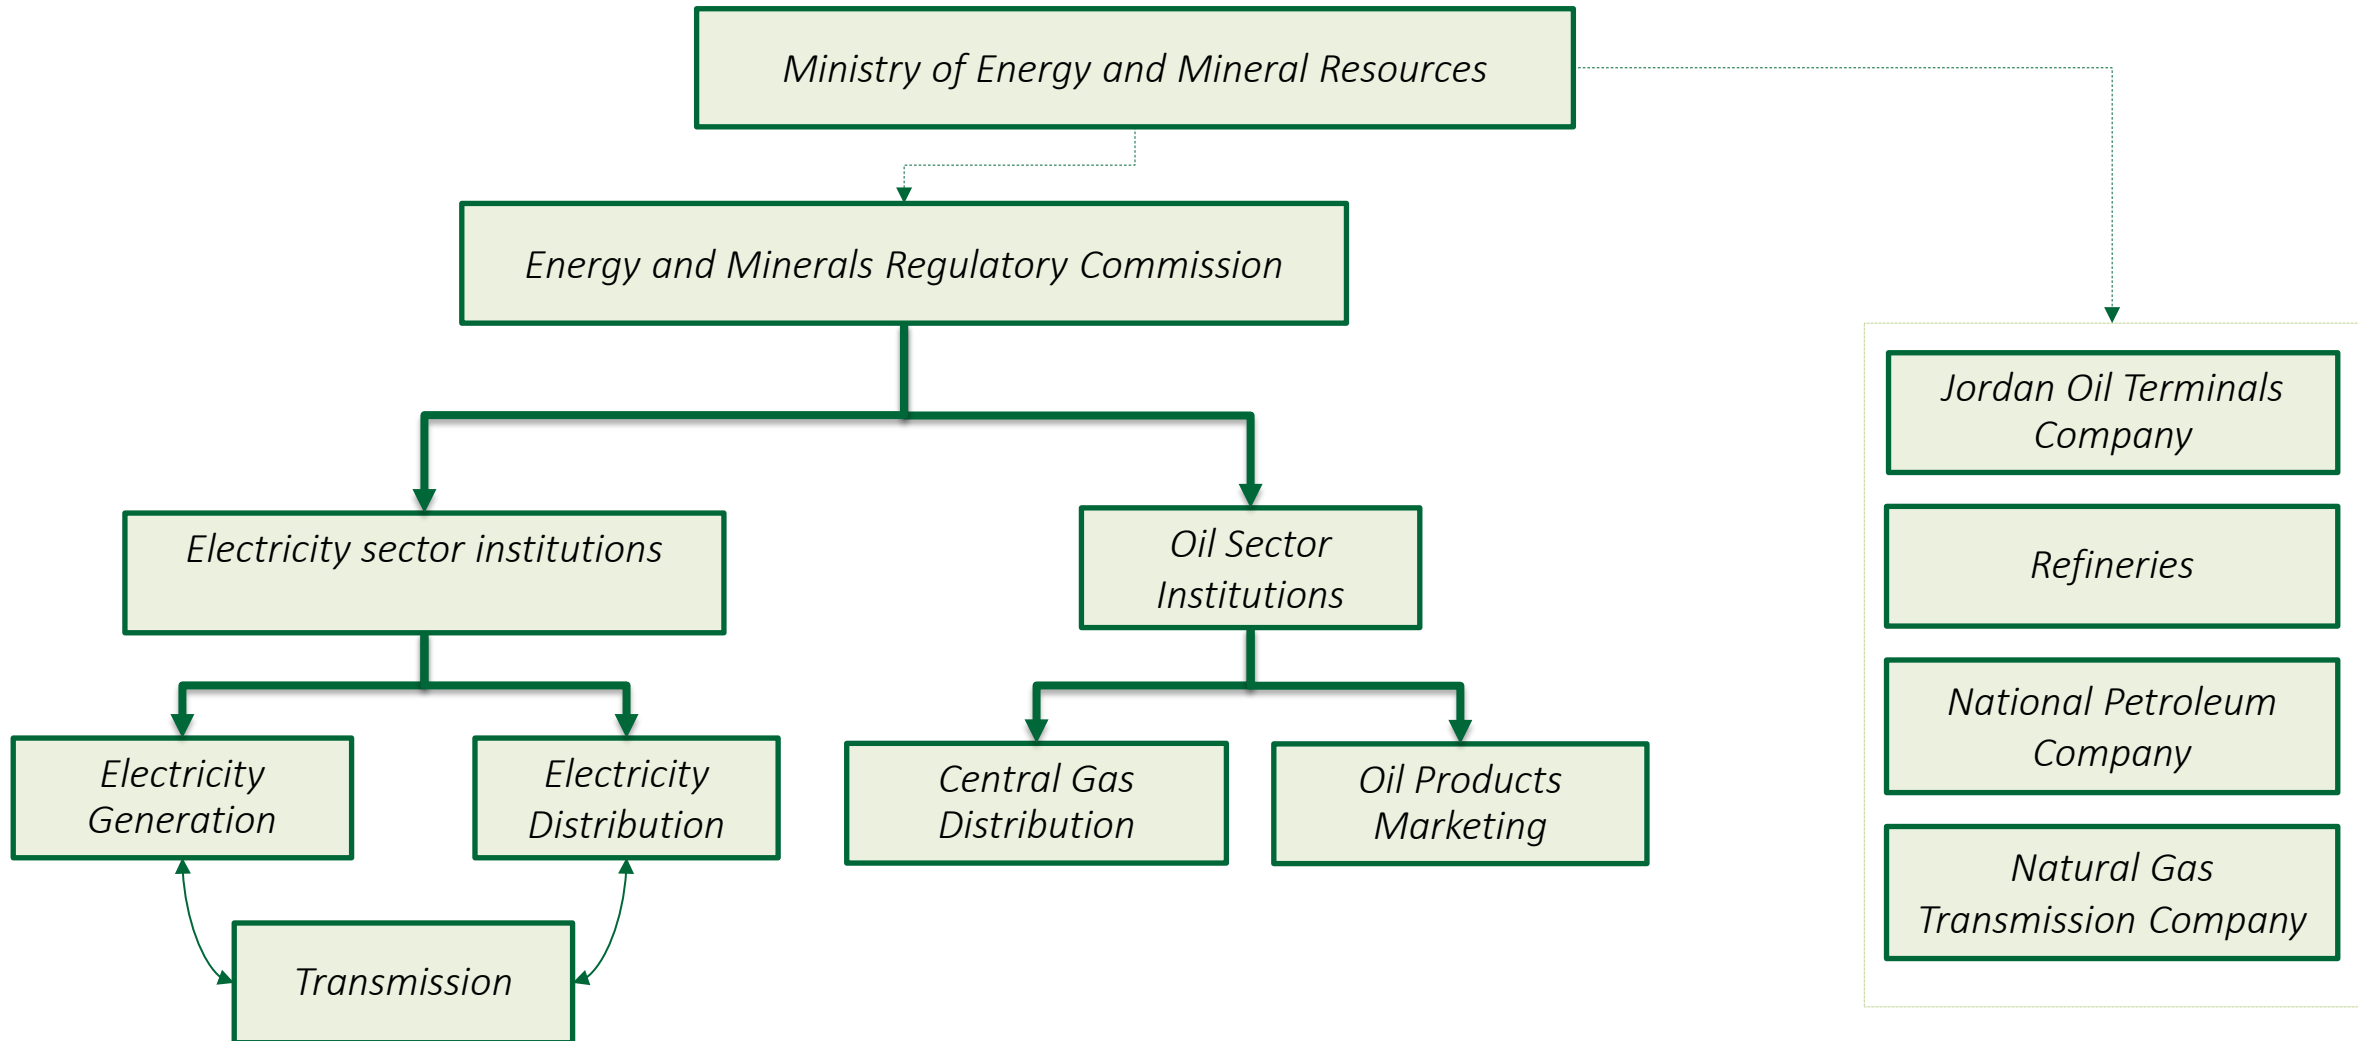 Ministry of Energy and Mineral Resources
Energy and Minerals Regulatory Commission
Electricity sector institutions
Oil Sector
Institutions
Electricity
Generation
Electricity
Distribution
Central Gas
Distribution
Oil Products
Marketing
Transmission
Jordan Oil Terminals
Company
Refineries
National Petroleum
Company
Natural Gas
Transmission Company